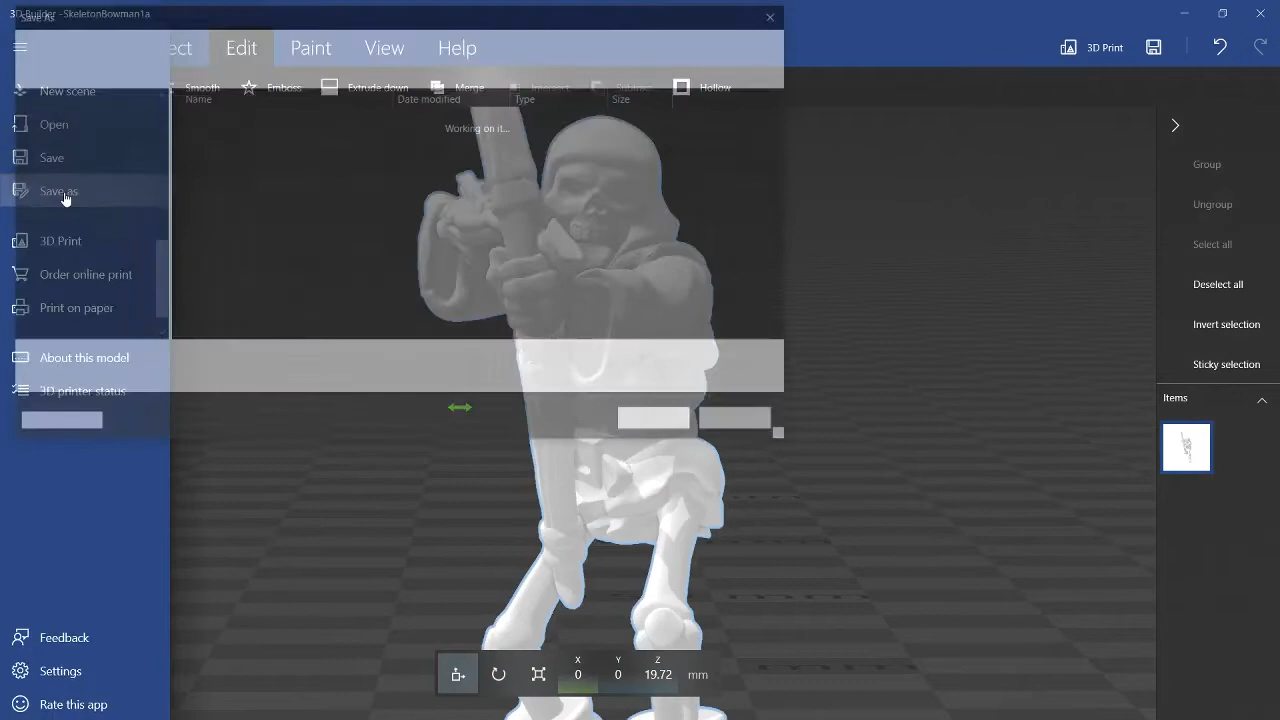 3D Builder -SkeletonBowman1a
Save As
ect Edit Paint View Help
3D Print
Smooth Emboss Extrude down Merge Intersect Subtract Hollow
Name Date modified Type Size
Working on it...
New scene
Open
Save
Save as
3D Print
Order online print
Print on paper
About this model
3D printer status
Feedback
Settings
Rate this app
Group
Ungroup
Select all
Deselect all
Invert selection
Sticky selection
Items
X Y Z
0 0 19.72 mm